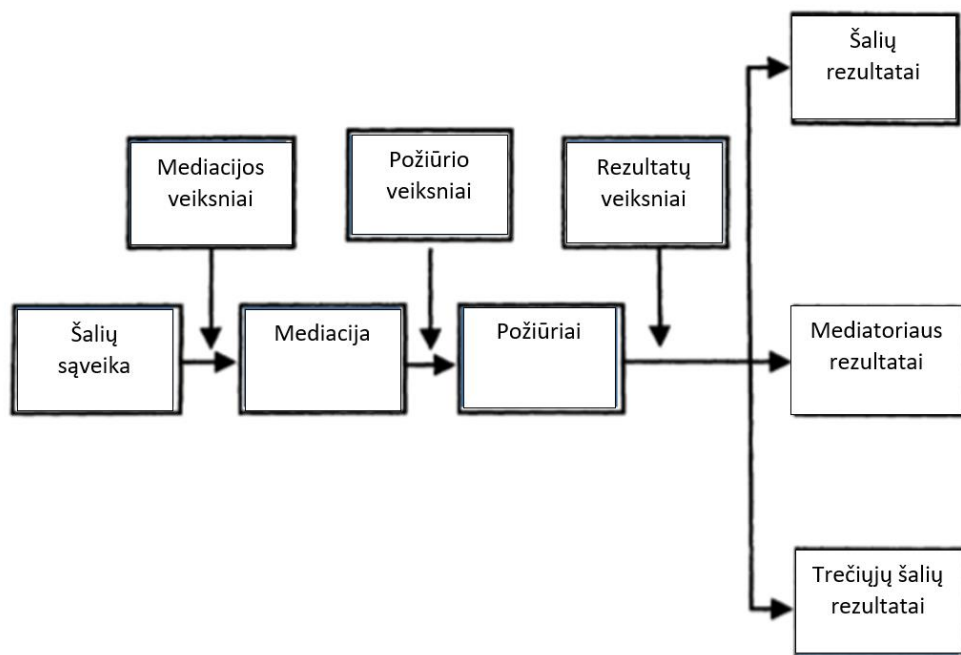 Šalių
rezultatai
Mediacijos
veiksniai
Požiūrio
veiksniai
Rezultatų
veiksniai
Šalių
sąveika
Mediacija
Požiūriai
Mediatoriaus
rezultatai
Trečiųjų šalių
rezultatai